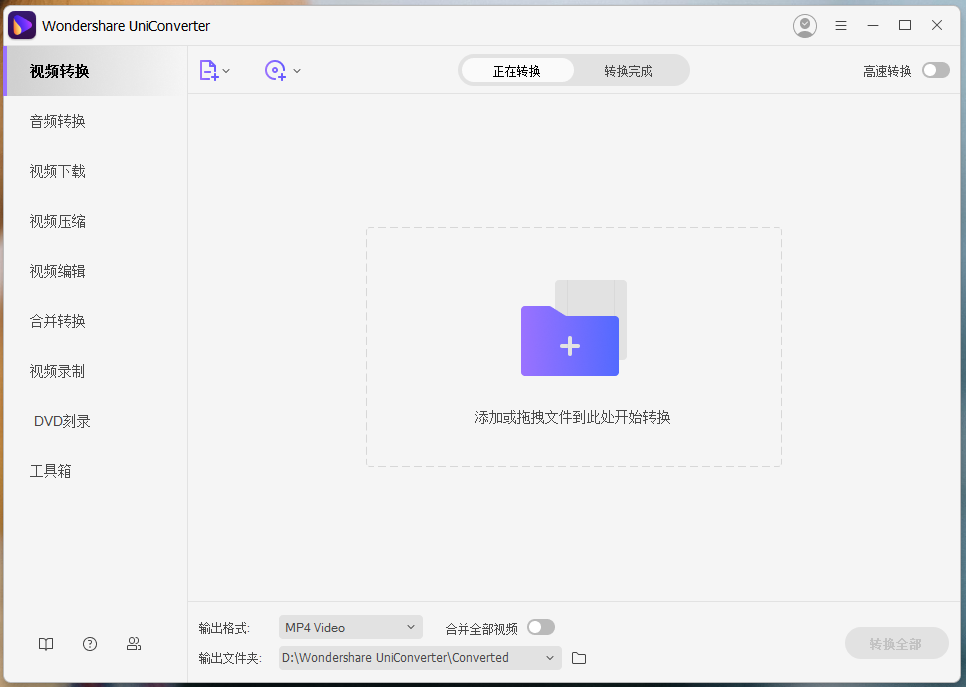 Wondershare UniConverter
视频转换
正在转换
转换完成
高速转换
音频转换
视频下载
视频压缩
视频编辑
合并转换
视频录制
DVD刻录
工具箱
添加或拖拽文件到此处开始转换
输出格式:
MP4 Video
合并全部视频
输出文件夹:
D:\Wondershare UniConverter\Converted
转换全部